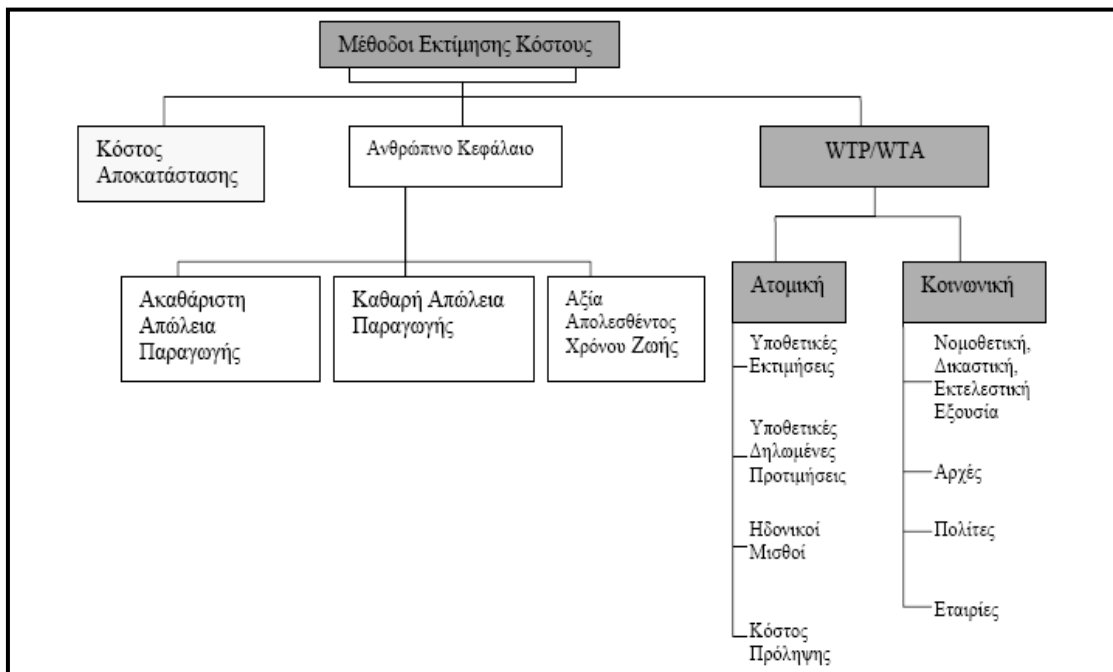 Μέθοδοι Εκτίμησης Κόστους
Κόστος
Αποκατάστασης
Ανθρώπινο Κεφάλαιο
WTP/WTA
Ακαθάριστη
Απώλεια
Παραγωγής
Καθαρή Απώλεια
Παραγωγής
Αξία
Απολεσθέντος
Χρόνου Ζωής
Ατομική
Υποθετικές
Εκτιμήσεις
Υποθετικές
Δηλωμένες
Προτιμήσεις
Ηδονικοί
Μισθοί
Κόστος
Πρόληψης
Κοινωνική
Νομοθετική,
Δικαστική,
Εκτελεστική
Εξουσία
Αρχές
Πολίτες
Εταιρίες